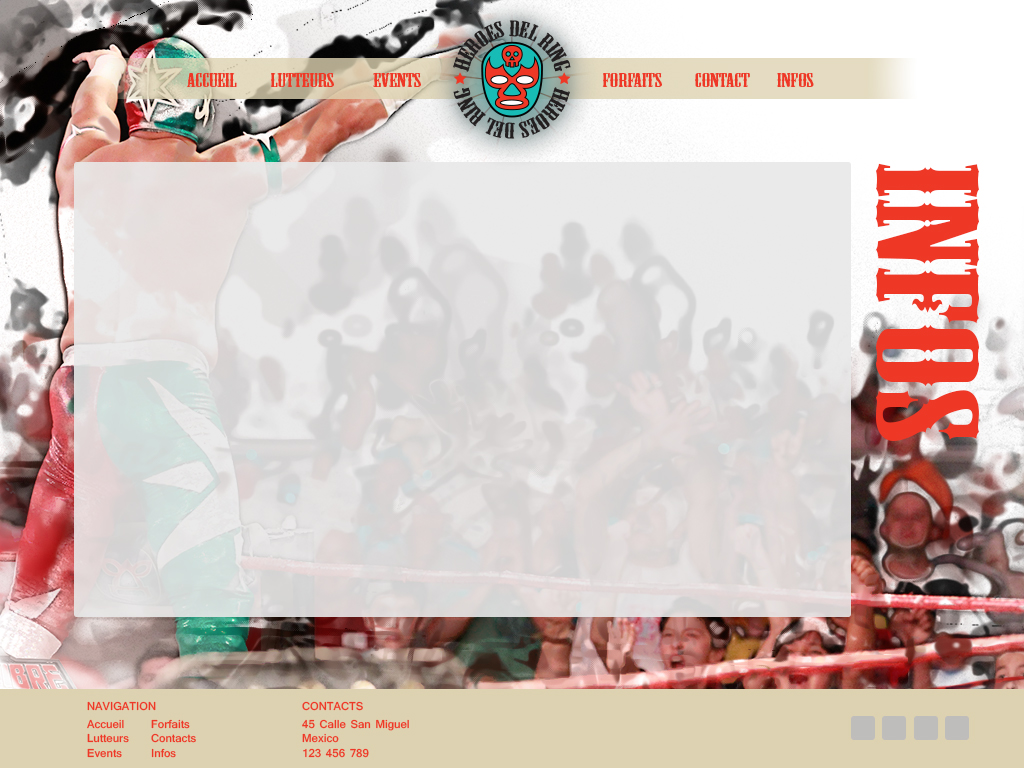 HEROES DEL RING
ACCUEIL LUTTEURS EVENTS FORFAITS CONTACT INFOS
HEROES DEL RING
INFOS
NAVIGATION CONTACTS
Accueil Forfaits 45 Calle San Miguel
Lutteurs Contacts Mexico
Events Infos 123 456 789